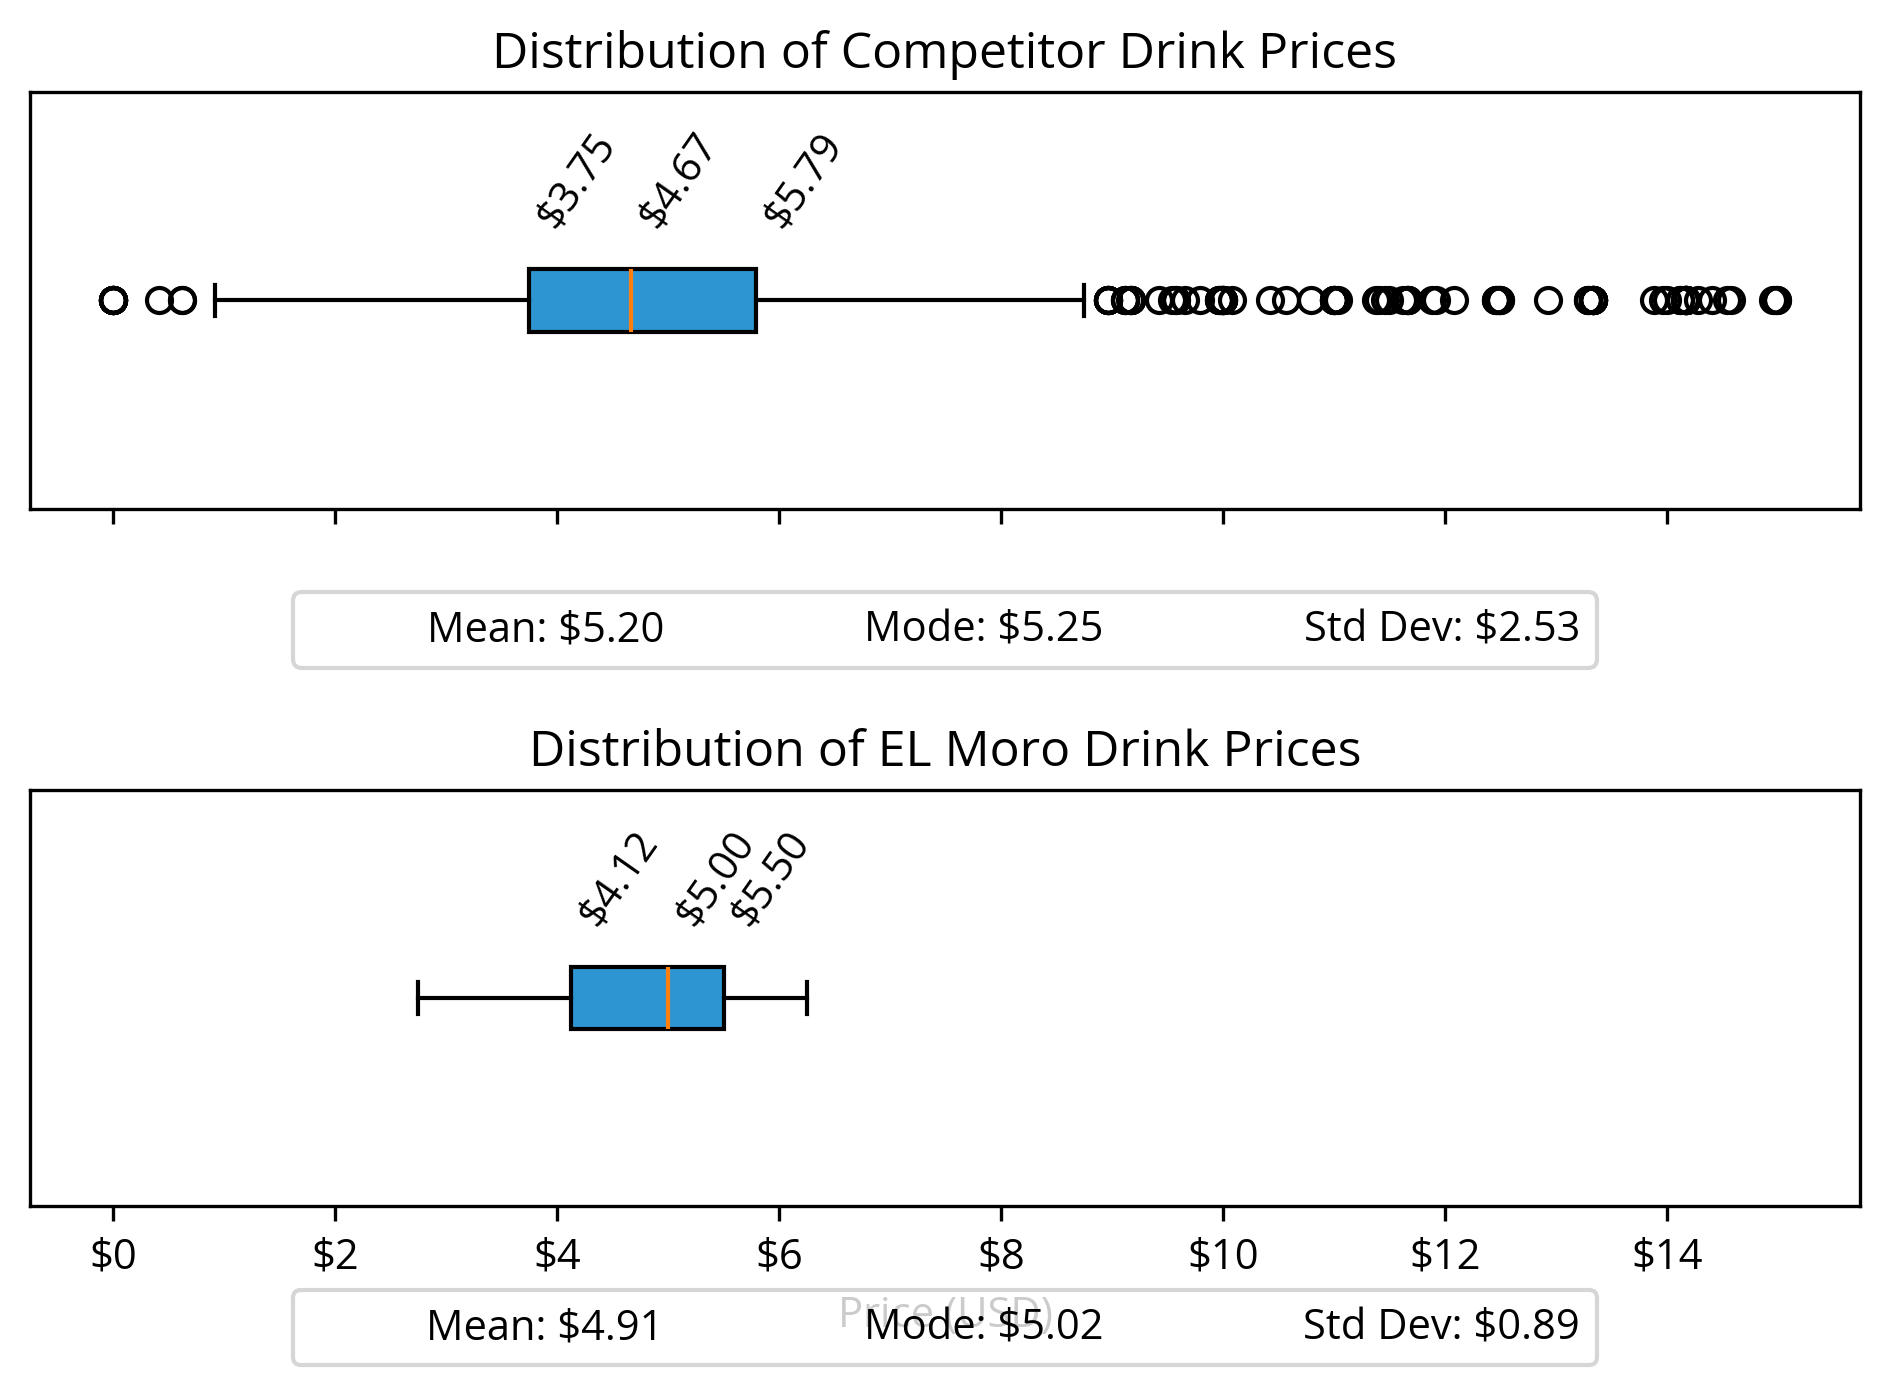 Distribution of Competitor Drink Prices
$3.75 $4.67 $5.79
Mean: $5.20 Mode: $5.25 Std Dev: $2.53
Distribution of EL Moro Drink Prices
$4.12 $5.00 $5.50
$0 $2 $4 $6 $8 $10 $12 $14
Price (USD)
Mean: $4.91 Mode: $5.02 Std Dev: $0.89